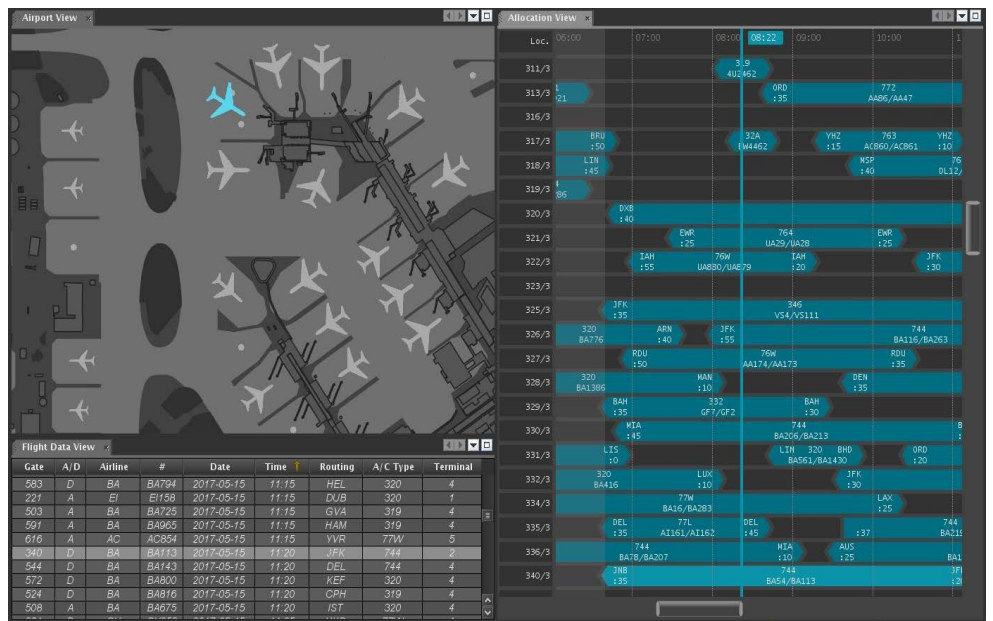 Airport View
Allocation View
Loc. 06:00 07:00 08:00 08:22 09:00 10:00 1
311/3 319
4U2462
313/3 ORD 772
21 :35 AA86/AA47
316/3
317/3 BRU 32A YHZ 763 YHZ
:50 EW4462 :15 AC860/AC861 :10
318/3 LIN MSP 76
:45 :40 DL12/
319/3
86
320/3 DXB
:40
321/3 EWR 764 EWR
:25 UA29/UA28 :25
322/3 IAH 76W IAH JFK
:55 UA880/UA879 :20 :30
323/3
325/3 JFK 346
:35 VS4/VS111
326/3 320 ARN JFK 744
BA776 :40 :55 BA116/BA263
327/3 RDU 76W RDU
:50 AA174/AA173 :35
328/3 320 MAN DEN
BA1386 :10 :35
329/3 BAH 332 BAH
:35 GF7/GF2 :30
330/3 MIA 744 B
:45 BA206/BA213 :
331/3 LIS LIN 320 BHD ORD
:0 BA561/BA1430 :20
332/3 320 LUX JFK
BA416 :10 :30
334/3 77W LAX
BA16/BA283 :25
335/3 DEL 77L DEL 744
:35 AI161/AI162 :45 :37 BA215
336/3 744 MIA AUS
BA78/BA207 :10 :25 BA1
340/3 JNB 744 JF
:35 BA54/BA113 :2
Flight Data View
Gate A/D Airline # Date Time Routing A/C Type Terminal
583 D BA BA794 2017-05-15 11:15 HEL 320 4
221 A EI EI158 2017-05-15 11:15 DUB 320 1
503 A BA BA725 2017-05-15 11:15 GVA 319 4
591 A BA BA965 2017-05-15 11:15 HAM 319 4
616 A AC AC854 2017-05-15 11:15 YVR 77W 5
340 D BA BA113 2017-05-15 11:20 JFK 744 2
544 D BA BA143 2017-05-15 11:20 DEL 744 4
572 D BA BA800 2017-05-15 11:20 KEF 320 4
524 D BA BA816 2017-05-15 11:20 CPH 319 4
508 A BA BA675 2017-05-15 11:20 IST 320 4